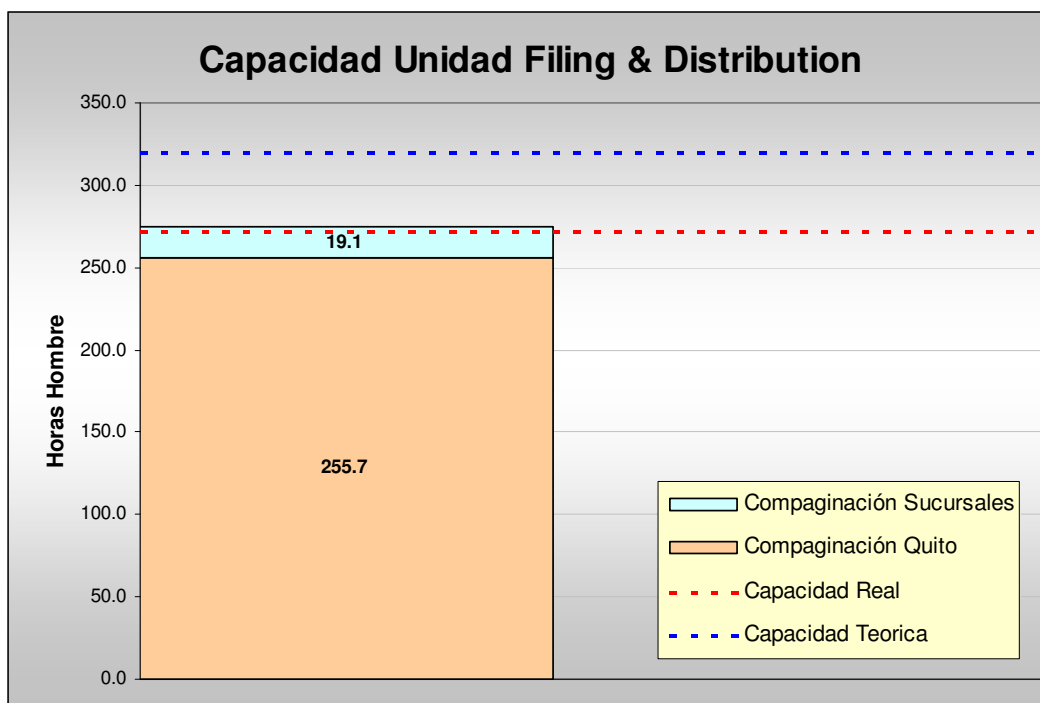 Capacidad Unidad Filing & Distribution
350.0
300.0
250.0
200.0
150.0
100.0
50.0
0.0
Horas Hombre
19.1
255.7
Compaginación Sucursales
Compaginación Quito
Capacidad Real
Capacidad Teorica